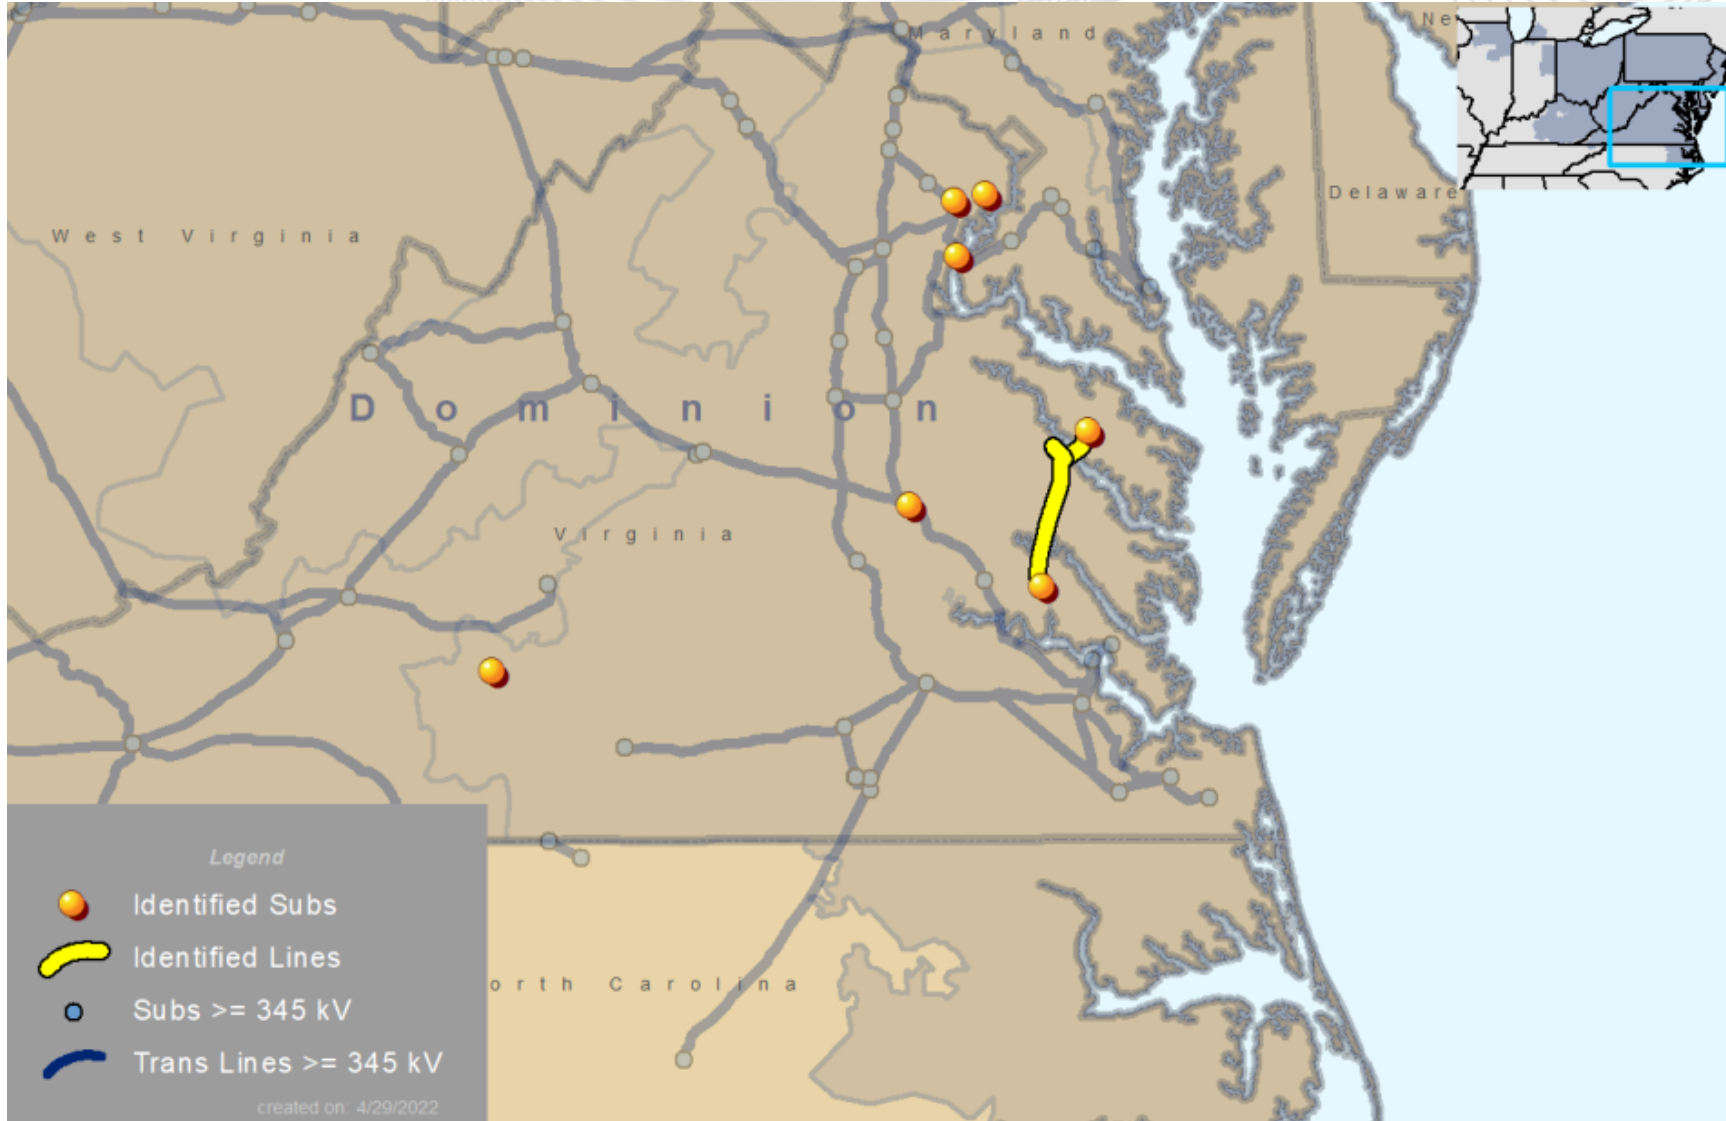 Maryland
Ne
Delaware
West Virginia
Dominion
Virginia
orth Carolina
Legend
Identified Subs
Identified Lines
Subs >= 345 kV
Trans Lines >= 345 kV
created on: 4/29/2022